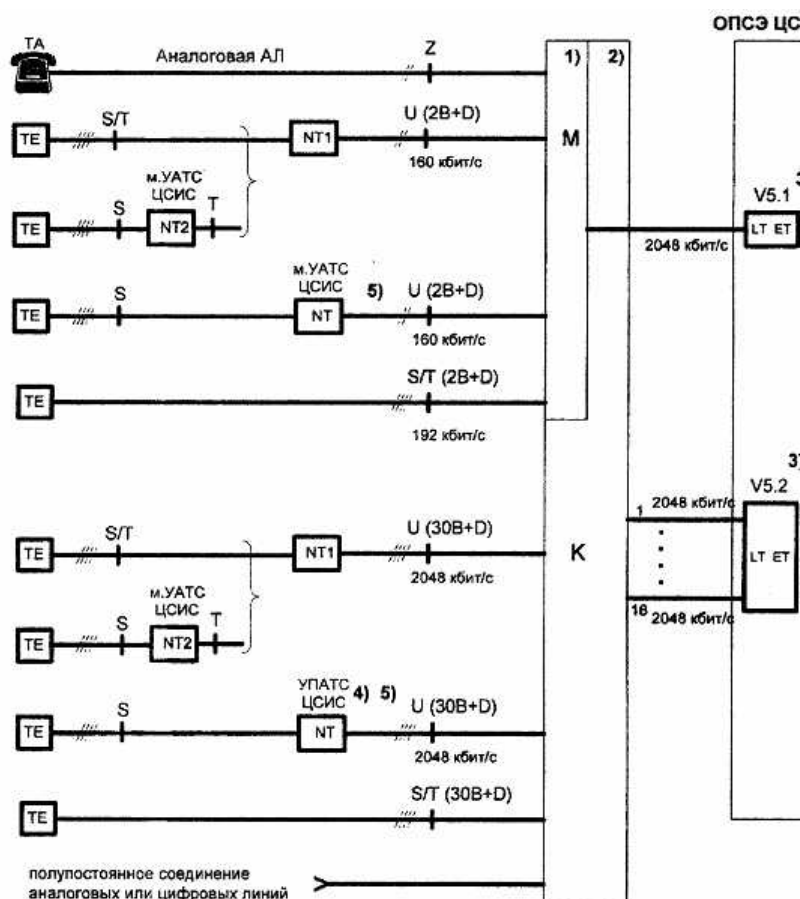 ОПСЭ ЦС
ТА
Аналоговая АЛ
Z
1)
2)
TE
S/T
NT1
U (2B+D)
160 кбит/с
M
м.УАТС
ЦСИС
TE
S
NT2
T
V5.1
LT ET
2048 кбит/с
м.УАТС
ЦСИС
5)
TE
S
NT
U (2B+D)
160 кбит/с
S/T (2B+D)
TE
192 кбит/с
3)
V5.2
1
2048 кбит/с
TE
S/T
NT1
U (30B+D)
2048 кбит/с
K
LT ET
м.УАТС
ЦСИС
TE
S
NT2
T
16
2048 кбит/с
УПАТС
ЦСИС
4)
5)
TE
S
NT
U (30B+D)
2048 кбит/с
S/T (30B+D)
TE
полупостоянное соединение
аналоговых или цифровых линий